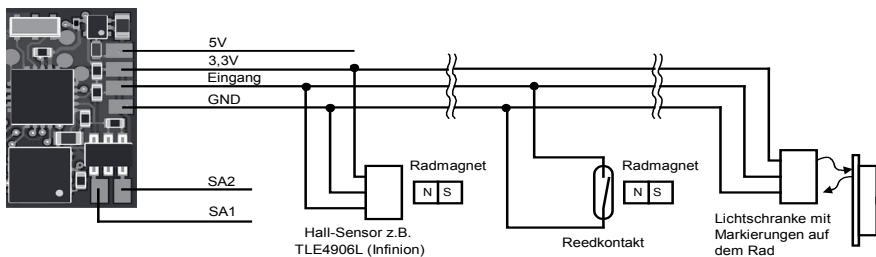 5V
3,3V
Eingang
GND
SA2
SA1
Radmagnet
N S
Hall-Sensor z.B.
TLE4906L (Infinion)
Radmagnet
N S
Reedkontakt
Lichtschranke mit
Markierungen auf
dem Rad